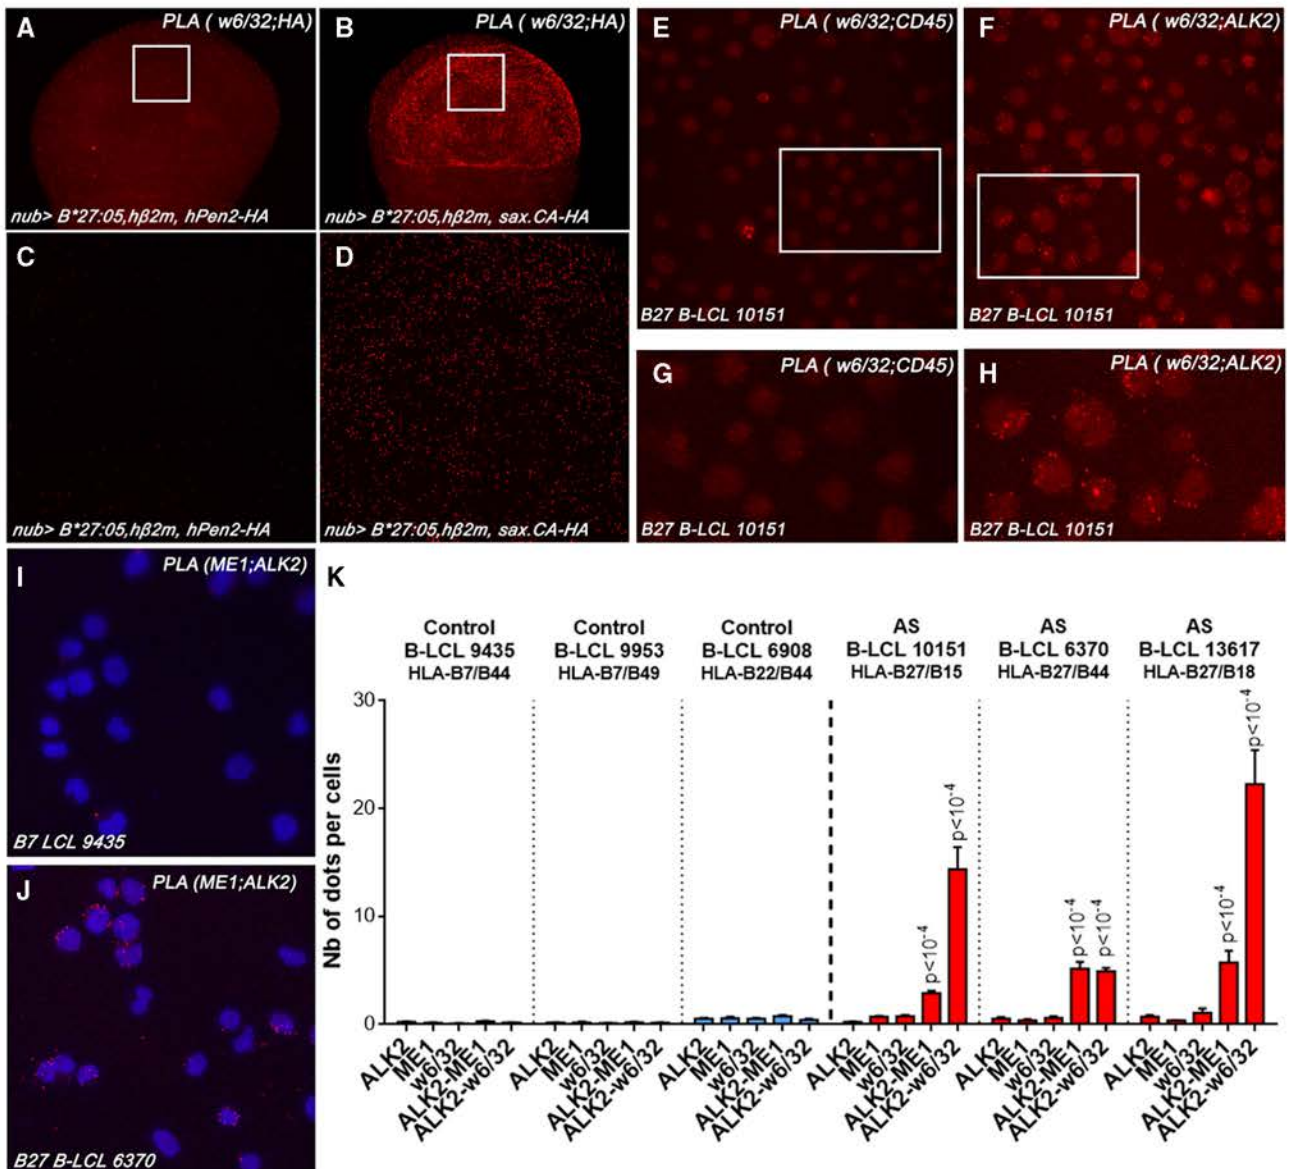 A
PLA ( w6/32;HA)
nub> B*27:05,hβ2m, hPen2-HA
B
PLA ( w6/32;HA)
nub> B*27:05,hβ2m, sax.CA-HA
C
nub> B*27:05,hβ2m, hPen2-HA
D
nub> B*27:05,hβ2m, sax.CA-HA
E
PLA ( w6/32;CD45)
B27 B-LCL 10151
F
PLA ( w6/32;ALK2)
B27 B-LCL 10151
G
PLA ( w6/32;CD45)
B27 B-LCL 10151
H
PLA ( w6/32;ALK2)
B27 B-LCL 10151
I
PLA (ME1;ALK2)
B7 LCL 9435
J
PLA (ME1;ALK2)
B27 B-LCL 6370
K
Control
B-LCL 9435
HLA-B7/B44
Control
B-LCL 9953
HLA-B7/B49
Control
B-LCL 6908
HLA-B22/B44
AS
B-LCL 10151
HLA-B27/B15
AS
B-LCL 6370
HLA-B27/B44
AS
B-LCL 13617
HLA-B27/B18
Nb of dots per cells
30
20
10
0
p<10-4
p<10-4
p<10-4
p<10-4
p<10-4
p<10-4
ALK2
ME1
w6/32
ALK2-ME1
ALK2-w6/32
ALK2
ME1
w6/32
ALK2-ME1
ALK2-w6/32
ALK2
ME1
w6/32
ALK2-ME1
ALK2-w6/32
ALK2
ME1
w6/32
ALK2-ME1
ALK2-w6/32
ALK2
ME1
w6/32
ALK2-ME1
ALK2-w6/32
ALK2
ME1
w6/32
ALK2-ME1
ALK2-w6/32